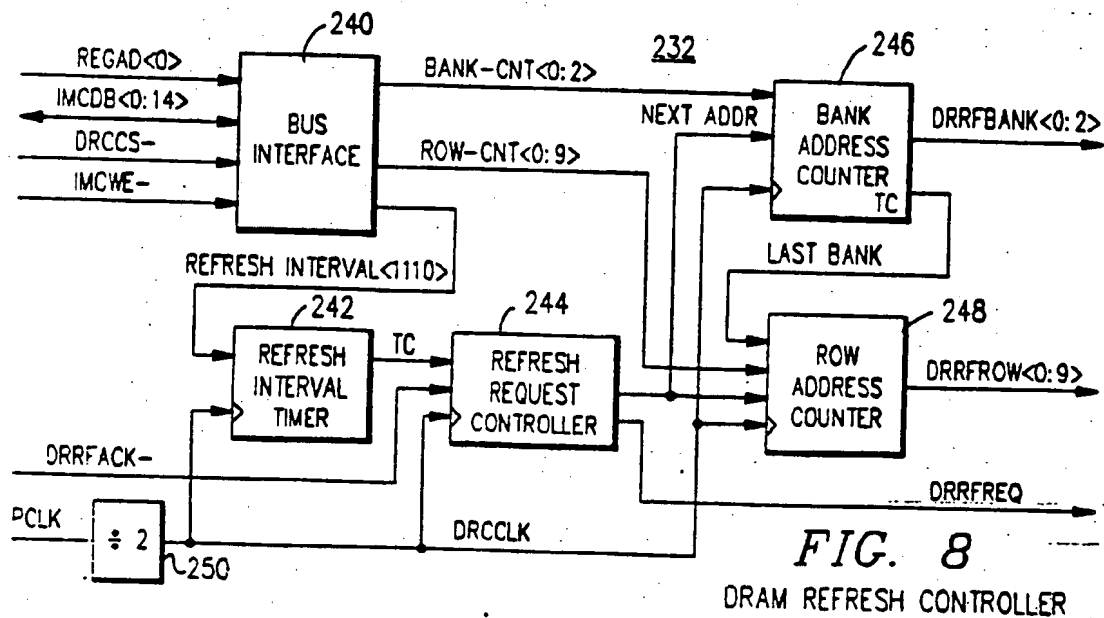 240
232
246
REGAD<0>
IMCDB<0:14>
DRCCS-
IMCWE-
BUS
INTERFACE
BANK-CNT<0:2>
ROW-CNT<0:9>
NEXT ADDR
BANK
ADDRESS
COUNTER
TC
DRRFBANK<0:2>
LAST BANK
REFRESH INTERVAL<1110>
242
REFRESH
INTERVAL
TIMER
TC
244
REFRESH
REQUEST
CONTROLLER
248
ROW
ADDRESS
COUNTER
DRRFROW<0:9>
DRRFACK-
DRRFREQ
PCLK
÷ 2
250
DRCCLK
FIG. 8
DRAM REFRESH CONTROLLER